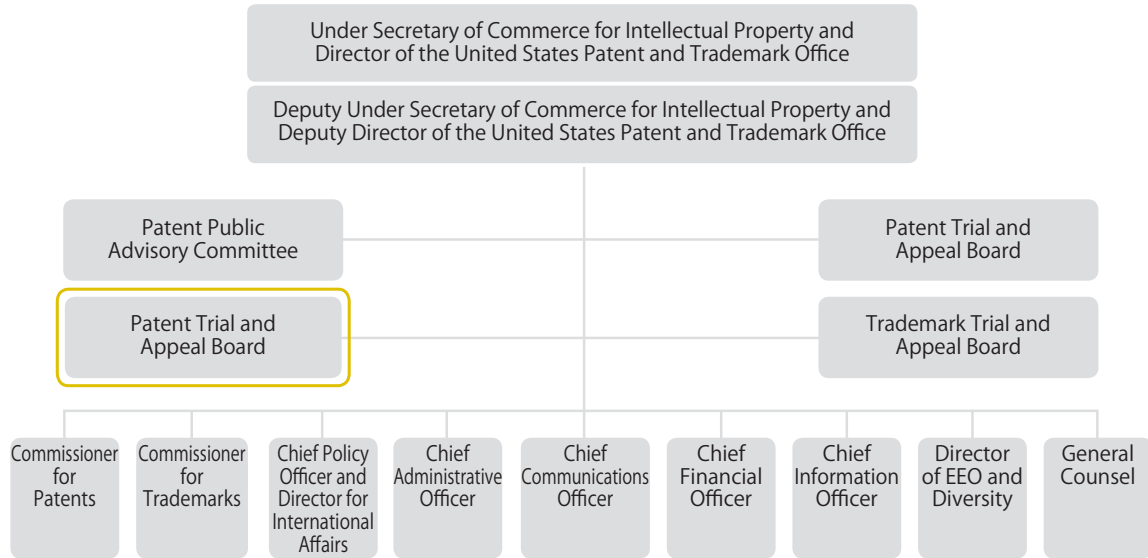 Under Secretary of Commerce for Intellectual Property and
Director of the United States Patent and Trademark Office
Deputy Under Secretary of Commerce for Intellectual Property and
Deputy Director of the United States Patent and Trademark Office
Patent Public
Advisory Committee
Patent Trial and
Appeal Board
Patent Trial and
Appeal Board
Trademark Trial and
Appeal Board
Commissioner
for
Patents
Commissioner
for
Trademarks
Chief Policy
Officer and
Director for
International
Affairs
Chief
Administrative
Officer
Chief
Communications
Officer
Chief
Financial
Officer
Chief
Information
Officer
Director
of EEO and
Diversity
General
Counsel